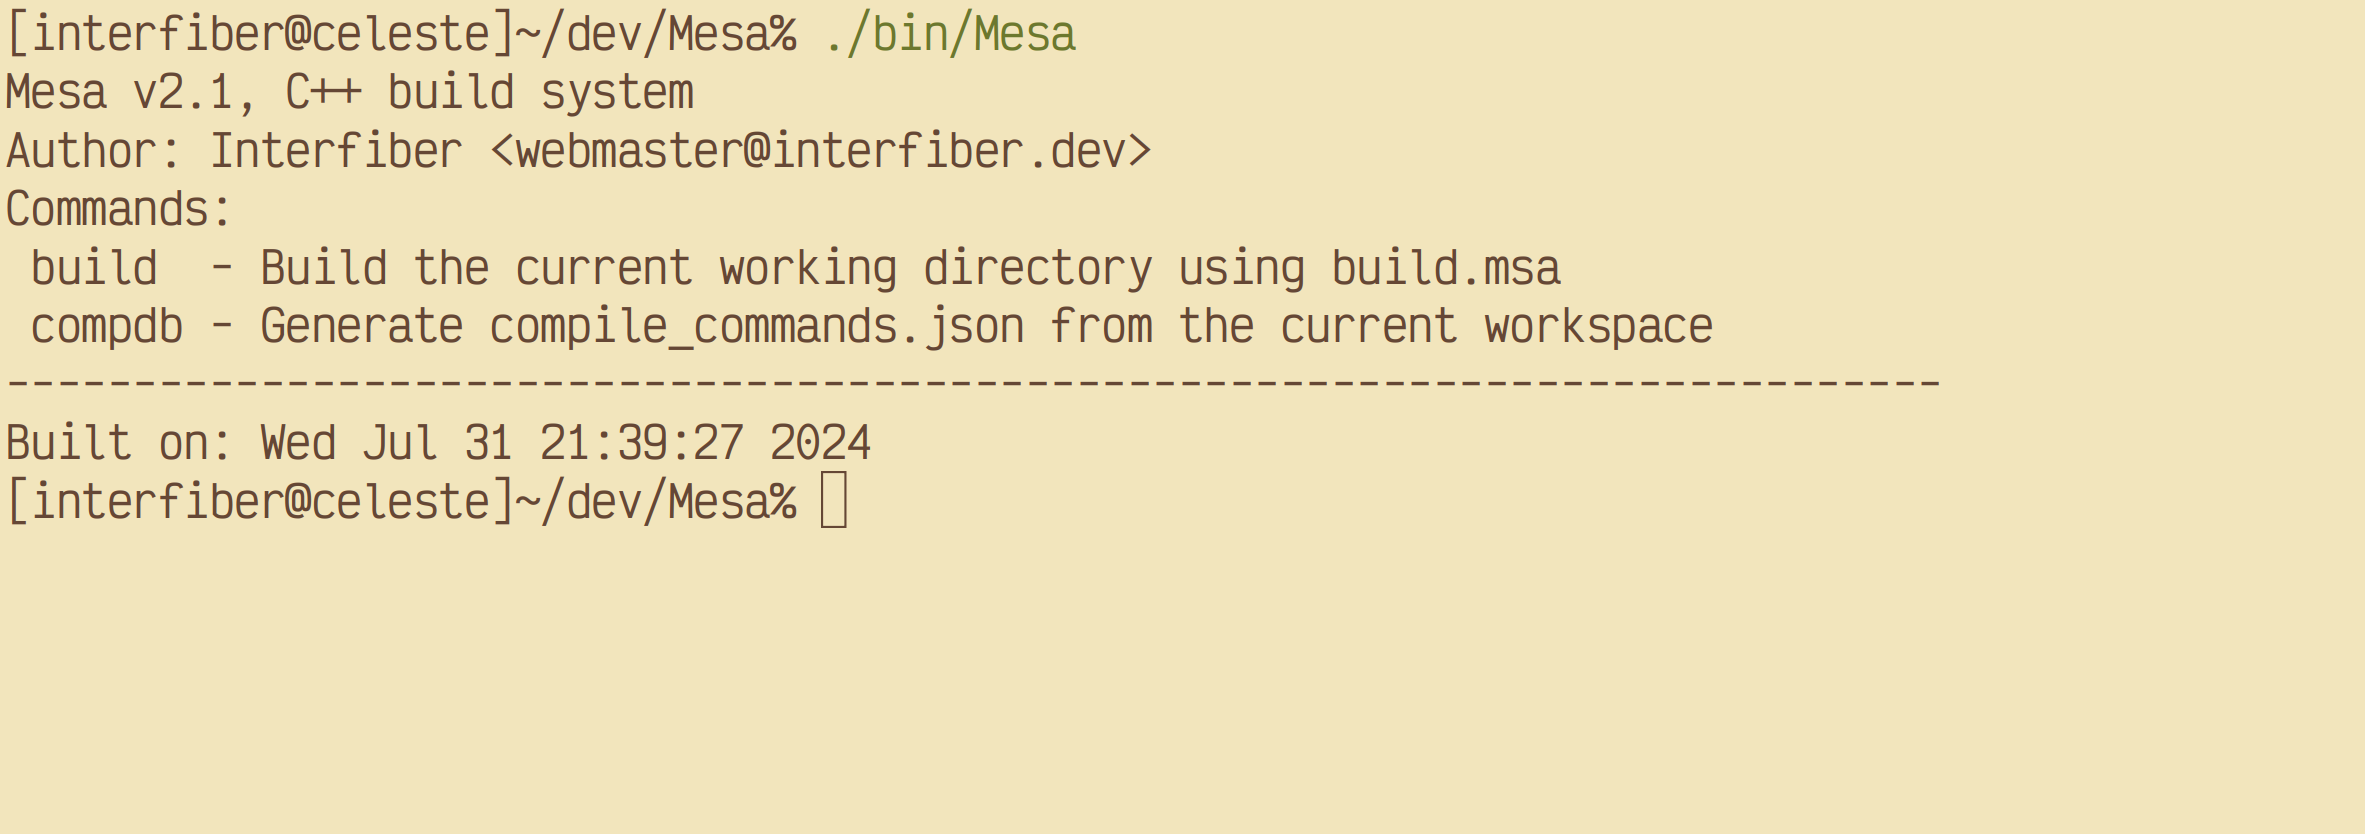 [interfiber@celeste]~/dev/Mesa% ./bin/Mesa
Mesa v2.1, C++ build system
Author: Interfiber <webmaster@interfiber.dev>
Commands:
 build  - Build the current working directory using build.msa
 compdb - Generate compile_commands.json from the current workspace
----------------------------------------------------------------------------
Built on: Wed Jul 31 21:39:27 2024
[interfiber@celeste]~/dev/Mesa%